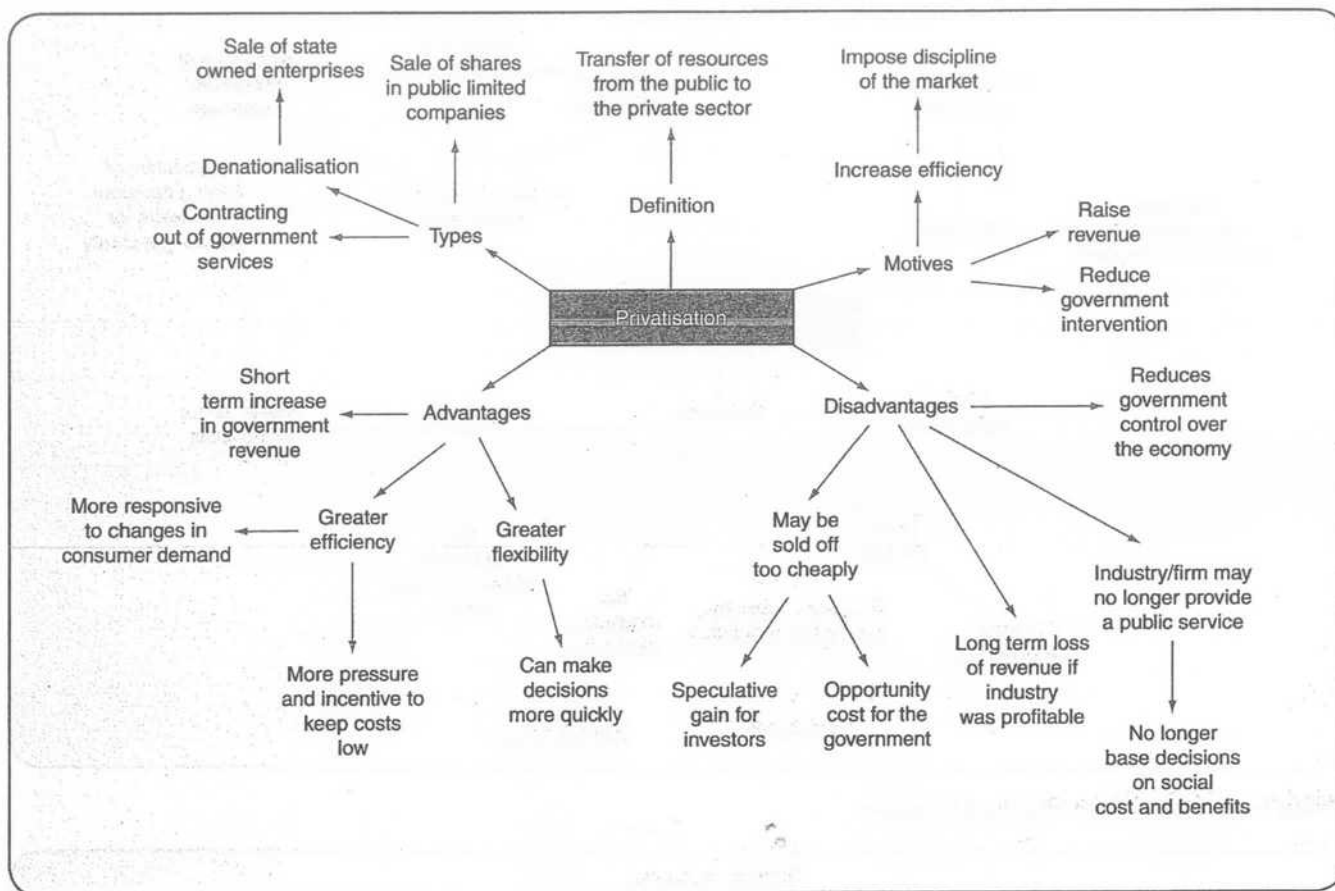 Sale of state
owned enterprises
Sale of shares
in public limited
companies
Transfer of resources
from the public to
the private sector
Impose discipline
of the market
Denationalisation
Increase efficiency
Contracting
out of government
services
Types
Definition
Motives
Raise
revenue
Reduce
government
intervention
Privatisation
Short
term increase
in government
revenue
Advantages
Disadvantages
Reduces
government
control over
the economy
More responsive
to changes in
consumer demand
Greater
efficiency
Greater
flexibility
May be
sold off
too cheaply
Industry/firm may
no longer provide
a public service
More pressure
and incentive to
keep costs
low
Can make
decisions
more quickly
Speculative
gain for
investors
Opportunity
cost for the
government
Long term loss
of revenue if
industry
was profitable
No longer
base decisions
on social
cost and benefits